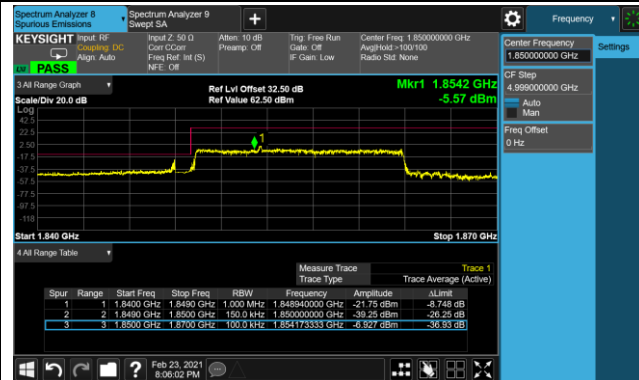 Spectrum Analyzer 8
Spurious Emissions
Spectrum Analyzer 9
Swept SA
Frequency
KEYSIGHT Input: RF
Coupling: DC
Align: Auto
Input Z: 50 Ω
Corr CCorr
Freq Ref: Int (S)
NFE: Off
Atten: 10 dB
Preamp: Off
Trig: Free Run
Gate: Off
IF Gain: Low
Center Freq: 1.850000000 GHz
Avg|Hold:>100/100
Radio Std: None
PASS
Center Frequency
1.850000000 GHz
Settings
CF Step
4.999000000 GHz
Auto
Man
Freq Offset
0 Hz
3 All Range Graph
Scale/Div 20.0 dB
Ref Lvl Offset 32.50 dB
Ref Value 62.50 dBm
Mkr1 1.8542 GHz
-5.57 dBm
Log
42.5
22.5
2.50
-17.5
-37.5
-57.5
-77.5
-97.5
-118
1
Start 1.840 GHz
Stop 1.870 GHz
4 All Range Table
Measure Trace Trace 1
Trace Type Trace Average (Active)
Spur Range Start Freq Stop Freq RBW Frequency Amplitude ΔLimit
1 1 1.8400 GHz 1.8490 GHz 1.000 MHz 1.848940000 GHz -21.75 dBm -8.748 dB
2 2 1.8490 GHz 1.8500 GHz 150.0 kHz 1.850000000 GHz -39.25 dBm -26.25 dB
3 3 1.8500 GHz 1.8700 GHz 100.0 kHz 1.854173333 GHz -6.927 dBm -36.93 dB
Feb 23, 2021
8:06:02 PM